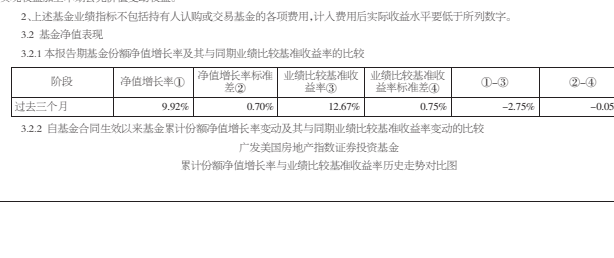 2、上述基金业绩指标不包括持有人认购或交易基金的各项费用,计入费用后实际收益水平要低于所列数字。
3.2 基金净值表现
3.2.1 本报告期基金份额净值增长率及其与同期业绩比较基准收益率的比较
阶段 净值增长率① 净值增长率标准差② 业绩比较基准收益率③ 业绩比较基准收益率标准差④ ①-③ ②-④
过去三个月 9.92% 0.70% 12.67% 0.75% -2.75% -0.05
3.2.2 自基金合同生效以来基金累计份额净值增长率变动及其与同期业绩比较基准收益率变动的比较
广发美国房地产指数证券投资基金
累计份额净值增长率与业绩比较基准收益率历史走势对比图